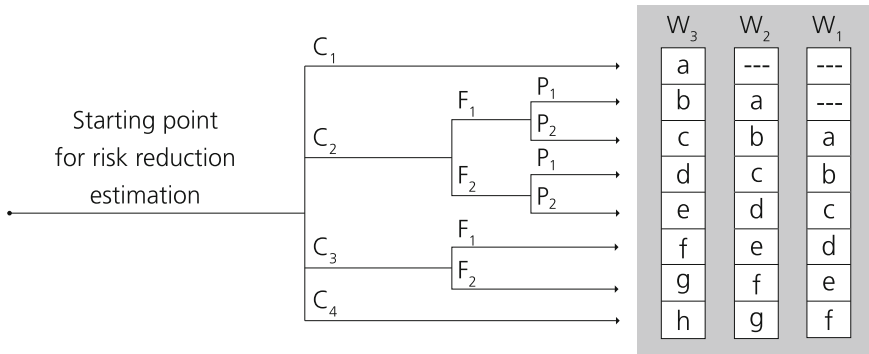 W₃ W₂ W₁
C₁ a --- ---
P₁ b a ---
F₁
P₂ c b a
Starting point
for risk reduction
estimation
C₂
P₁ d c b
F₂
P₂ e d c
F₁ f e d
C₃
F₂ g f e
C₄ h g f